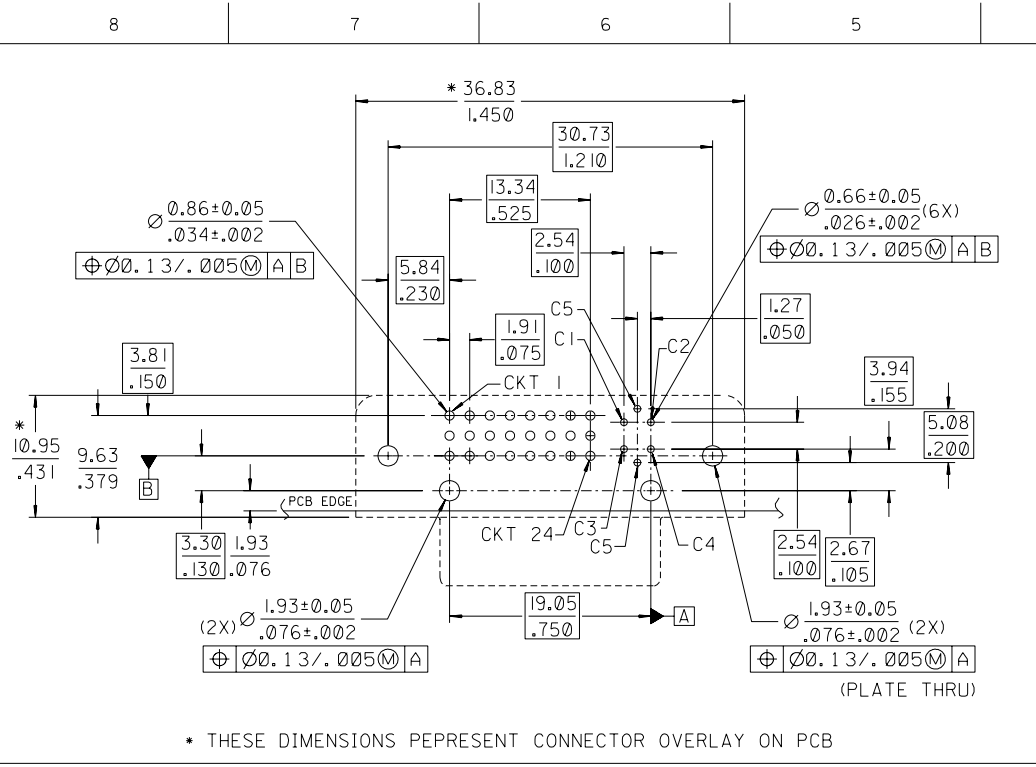 8 7 6 5
* 36.83
1.450
30.73
1.210
13.34
.525
Ø 0.86±0.05
.034±.002
⌖Ø0.13/.005Ⓜ A B
Ø 0.66±0.05 (6X)
.026±.002
⌖Ø0.13/.005Ⓜ A B
2.54
.100
5.84
.230
C5
1.27
.050
1.91
.075
C1
C2
3.81
.150
CKT 1
3.94
.155
*
10.95
.431
9.63
.379
B
5.08
.200
PCB EDGE
3.30
.130
1.93
.076
CKT 24
C3
C5
C4
2.54
.100
2.67
.105
(2X) Ø 1.93±0.05
.076±.002
⌖ Ø0.13/.005Ⓜ A
19.05
.750
A
Ø 1.93±0.05
.076±.002 (2X)
⌖ Ø0.13/.005Ⓜ A
(PLATE THRU)
* THESE DIMENSIONS PEPRESENT CONNECTOR OVERLAY ON PCB